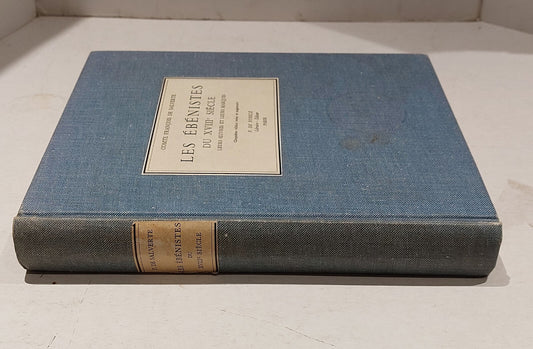 COMTE FRANÇOIS DE SALVERTE
LES ÉBÉNISTES
DU XVIIIᵉ SIÈCLE
LEURS ŒUVRES ET LEURS MARQUES
F. DE NOBELE
PARIS
F. DE SALVERTE
LES ÉBÉNISTES
DU
XVIIIᵉ SIÈCLE